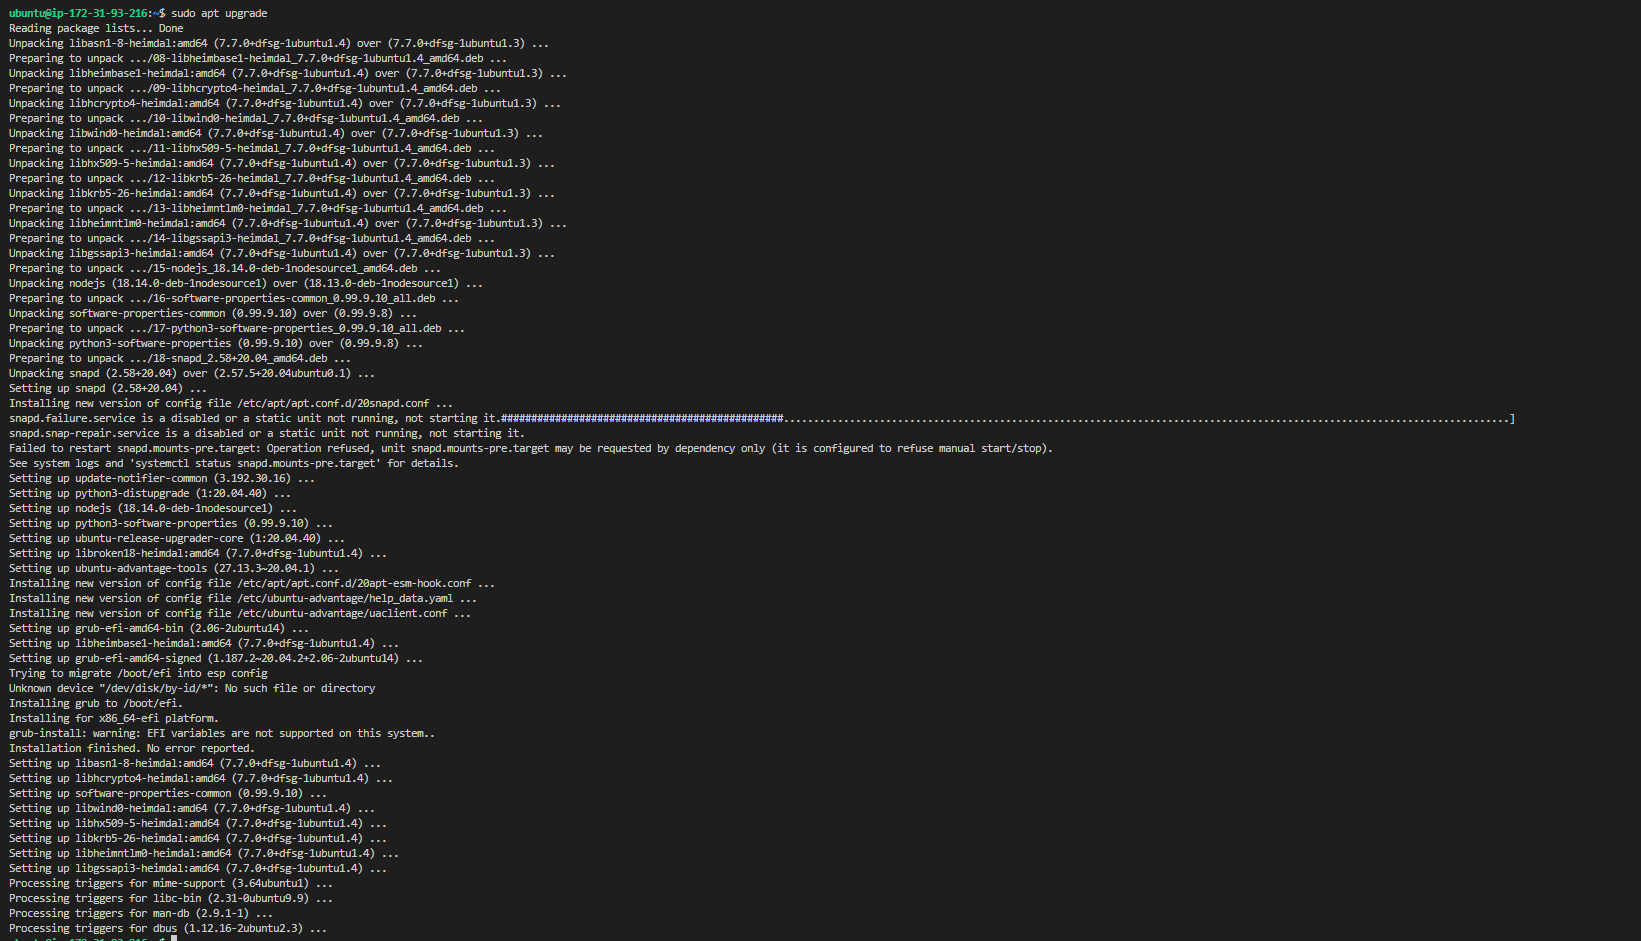 ubuntu@ip-172-31-93-216:~$ sudo apt upgrade
Reading package lists... Done
Unpacking libasn1-8-heimdal:amd64 (7.7.0+dfsg-1ubuntu1.4) over (7.7.0+dfsg-1ubuntu1.3) ...
Preparing to unpack .../08-libheimbase1-heimdal_7.7.0+dfsg-1ubuntu1.4_amd64.deb ...
Unpacking libheimbase1-heimdal:amd64 (7.7.0+dfsg-1ubuntu1.4) over (7.7.0+dfsg-1ubuntu1.3) ...
Preparing to unpack .../09-libhcrypto4-heimdal_7.7.0+dfsg-1ubuntu1.4_amd64.deb ...
Unpacking libhcrypto4-heimdal:amd64 (7.7.0+dfsg-1ubuntu1.4) over (7.7.0+dfsg-1ubuntu1.3) ...
Preparing to unpack .../10-libwind0-heimdal_7.7.0+dfsg-1ubuntu1.4_amd64.deb ...
Unpacking libwind0-heimdal:amd64 (7.7.0+dfsg-1ubuntu1.4) over (7.7.0+dfsg-1ubuntu1.3) ...
Preparing to unpack .../11-libhx509-5-heimdal_7.7.0+dfsg-1ubuntu1.4_amd64.deb ...
Unpacking libhx509-5-heimdal:amd64 (7.7.0+dfsg-1ubuntu1.4) over (7.7.0+dfsg-1ubuntu1.3) ...
Preparing to unpack .../12-libkrb5-26-heimdal_7.7.0+dfsg-1ubuntu1.4_amd64.deb ...
Unpacking libkrb5-26-heimdal:amd64 (7.7.0+dfsg-1ubuntu1.4) over (7.7.0+dfsg-1ubuntu1.3) ...
Preparing to unpack .../13-libheimntlm0-heimdal_7.7.0+dfsg-1ubuntu1.4_amd64.deb ...
Unpacking libheimntlm0-heimdal:amd64 (7.7.0+dfsg-1ubuntu1.4) over (7.7.0+dfsg-1ubuntu1.3) ...
Preparing to unpack .../14-libgssapi3-heimdal_7.7.0+dfsg-1ubuntu1.4_amd64.deb ...
Unpacking libgssapi3-heimdal:amd64 (7.7.0+dfsg-1ubuntu1.4) over (7.7.0+dfsg-1ubuntu1.3) ...
Preparing to unpack .../15-nodejs_18.14.0-deb-1nodesource1_amd64.deb ...
Unpacking nodejs (18.14.0-deb-1nodesource1) over (18.13.0-deb-1nodesource1) ...
Preparing to unpack .../16-software-properties-common_0.99.9.10_all.deb ...
Unpacking software-properties-common (0.99.9.10) over (0.99.9.8) ...
Preparing to unpack .../17-python3-software-properties_0.99.9.10_all.deb ...
Unpacking python3-software-properties (0.99.9.10) over (0.99.9.8) ...
Preparing to unpack .../18-snapd_2.58+20.04_amd64.deb ...
Unpacking snapd (2.58+20.04) over (2.57.5+20.04ubuntu0.1) ...
Setting up snapd (2.58+20.04) ...
Installing new version of config file /etc/apt/apt.conf.d/20snapd.conf ...
snapd.failure.service is a disabled or a static unit not running, not starting it.###############################################.........................................................................................................................]
snapd.snap-repair.service is a disabled or a static unit not running, not starting it.
Failed to restart snapd.mounts-pre.target: Operation refused, unit snapd.mounts-pre.target may be requested by dependency only (it is configured to refuse manual start/stop).
See system logs and 'systemctl status snapd.mounts-pre.target' for details.
Setting up update-notifier-common (3.192.30.16) ...
Setting up python3-distupgrade (1:20.04.40) ...
Setting up nodejs (18.14.0-deb-1nodesource1) ...
Setting up python3-software-properties (0.99.9.10) ...
Setting up ubuntu-release-upgrader-core (1:20.04.40) ...
Setting up libroken18-heimdal:amd64 (7.7.0+dfsg-1ubuntu1.4) ...
Setting up ubuntu-advantage-tools (27.13.3~20.04.1) ...
Installing new version of config file /etc/apt/apt.conf.d/20apt-esm-hook.conf ...
Installing new version of config file /etc/ubuntu-advantage/help_data.yaml ...
Installing new version of config file /etc/ubuntu-advantage/uaclient.conf ...
Setting up grub-efi-amd64-bin (2.06-2ubuntu14) ...
Setting up libheimbase1-heimdal:amd64 (7.7.0+dfsg-1ubuntu1.4) ...
Setting up grub-efi-amd64-signed (1.187.2~20.04.2+2.06-2ubuntu14) ...
Trying to migrate /boot/efi into esp config
Unknown device "/dev/disk/by-id/*": No such file or directory
Installing grub to /boot/efi.
Installing for x86_64-efi platform.
grub-install: warning: EFI variables are not supported on this system..
Installation finished. No error reported.
Setting up libasn1-8-heimdal:amd64 (7.7.0+dfsg-1ubuntu1.4) ...
Setting up libhcrypto4-heimdal:amd64 (7.7.0+dfsg-1ubuntu1.4) ...
Setting up software-properties-common (0.99.9.10) ...
Setting up libwind0-heimdal:amd64 (7.7.0+dfsg-1ubuntu1.4) ...
Setting up libhx509-5-heimdal:amd64 (7.7.0+dfsg-1ubuntu1.4) ...
Setting up libkrb5-26-heimdal:amd64 (7.7.0+dfsg-1ubuntu1.4) ...
Setting up libheimntlm0-heimdal:amd64 (7.7.0+dfsg-1ubuntu1.4) ...
Setting up libgssapi3-heimdal:amd64 (7.7.0+dfsg-1ubuntu1.4) ...
Processing triggers for mime-support (3.64ubuntu1) ...
Processing triggers for libc-bin (2.31-0ubuntu9.9) ...
Processing triggers for man-db (2.9.1-1) ...
Processing triggers for dbus (1.12.16-2ubuntu2.3) ...